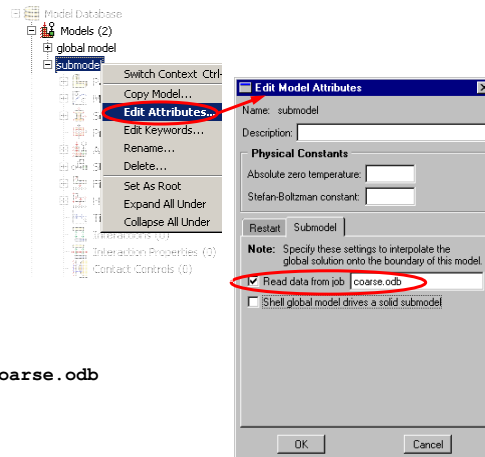 Model Database
Models (2)
global model
submodel
Switch Context Ctrl-
Copy Model...
Edit Attributes...
Edit Keywords...
Rename...
Delete...
Set As Root
Expand All Under
Collapse All Under
Interactions (0)
Interaction Properties (0)
Contact Controls (0)
Edit Model Attributes
Name: submodel
Description:
Physical Constants
Absolute zero temperature:
Stefan-Boltzman constant:
Restart Submodel
Note: Specify these settings to interpolate the
global solution onto the boundary of this model.
Read data from job coarse.odb
Shell global model drives a solid submodel
OK Cancel
oarse.odb